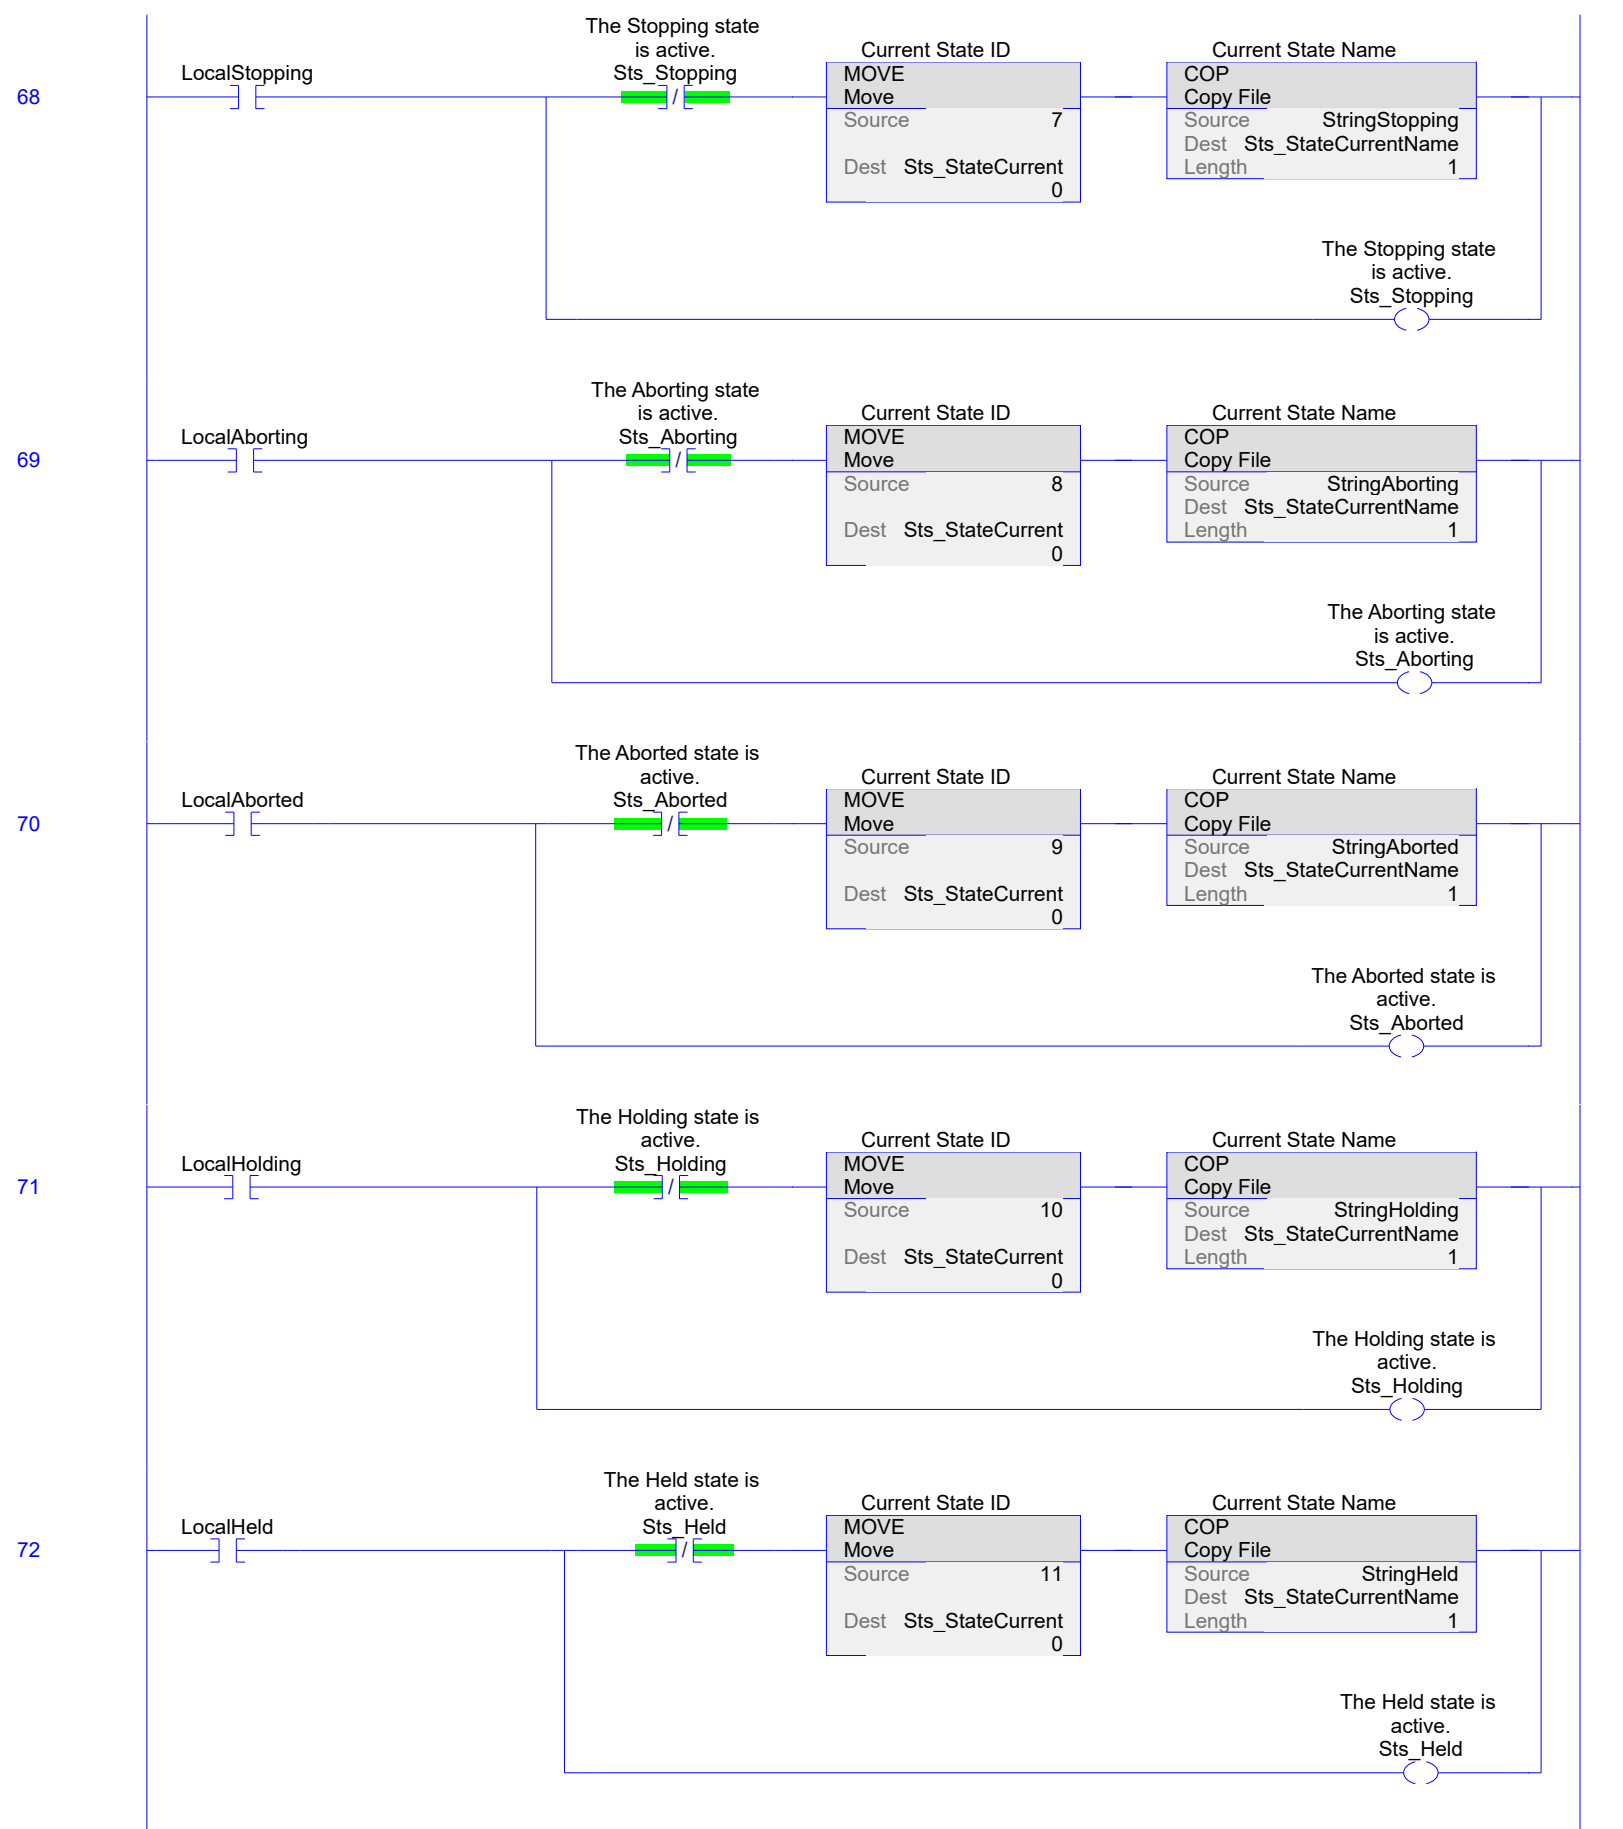 68
LocalStopping
The Stopping state
is active.
Sts_Stopping
/
Current State ID
MOVE
Move
Source 7
Dest Sts_StateCurrent
0
Current State Name
COP
Copy File
Source StringStopping
Dest Sts_StateCurrentName
Length 1
The Stopping state
is active.
Sts_Stopping
69
LocalAborting
The Aborting state
is active.
Sts_Aborting
/
Current State ID
MOVE
Move
Source 8
Dest Sts_StateCurrent
0
Current State Name
COP
Copy File
Source StringAborting
Dest Sts_StateCurrentName
Length 1
The Aborting state
is active.
Sts_Aborting
70
LocalAborted
The Aborted state is
active.
Sts_Aborted
/
Current State ID
MOVE
Move
Source 9
Dest Sts_StateCurrent
0
Current State Name
COP
Copy File
Source StringAborted
Dest Sts_StateCurrentName
Length 1
The Aborted state is
active.
Sts_Aborted
71
LocalHolding
The Holding state is
active.
Sts_Holding
/
Current State ID
MOVE
Move
Source 10
Dest Sts_StateCurrent
0
Current State Name
COP
Copy File
Source StringHolding
Dest Sts_StateCurrentName
Length 1
The Holding state is
active.
Sts_Holding
72
LocalHeld
The Held state is
active.
Sts_Held
/
Current State ID
MOVE
Move
Source 11
Dest Sts_StateCurrent
0
Current State Name
COP
Copy File
Source StringHeld
Dest Sts_StateCurrentName
Length 1
The Held state is
active.
Sts_Held